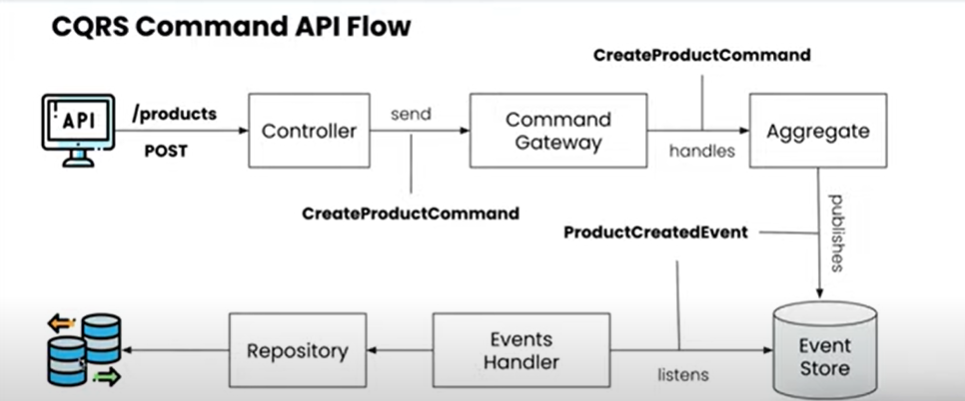 CQRS Command API Flow
CreateProductCommand
API
/products
POST
Controller
send
Command
Gateway
handles
Aggregate
CreateProductCommand
ProductCreatedEvent
publishes
Repository
Events
Handler
listens
Event
Store